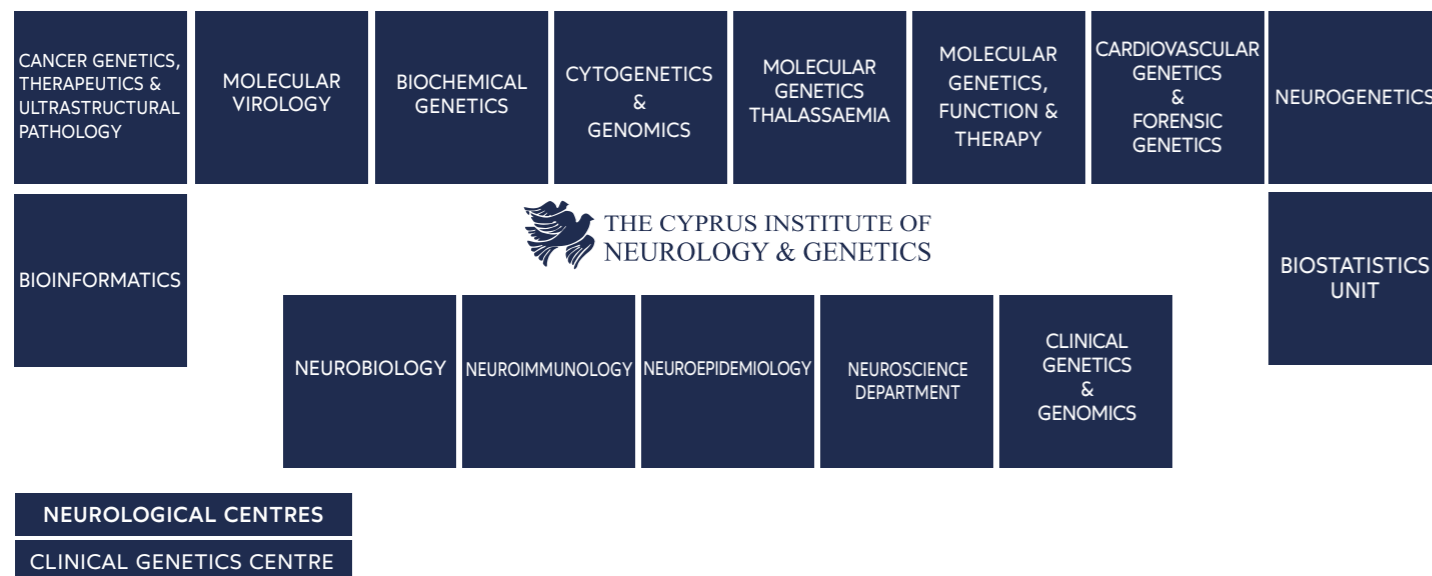 CANCER GENETICS,
THERAPEUTICS &
ULTRASTRUCTURAL
PATHOLOGY
MOLECULAR
VIROLOGY
BIOCHEMICAL
GENETICS
CYTOGENETICS
&
GENOMICS
MOLECULAR
GENETICS
THALASSAEMIA
MOLECULAR
GENETICS,
FUNCTION &
THERAPY
CARDIOVASCULAR
GENETICS
&
FORENSIC
GENETICS
NEUROGENETICS
BIOINFORMATICS
THE CYPRUS INSTITUTE OF
NEUROLOGY & GENETICS
BIOSTATISTICS
UNIT
NEUROBIOLOGY
NEUROIMMUNOLOGY
NEUROEPIDEMIOLOGY
NEUROSCIENCE
DEPARTMENT
CLINICAL
GENETICS
&
GENOMICS
NEUROLOGICAL CENTRES
CLINICAL GENETICS CENTRE